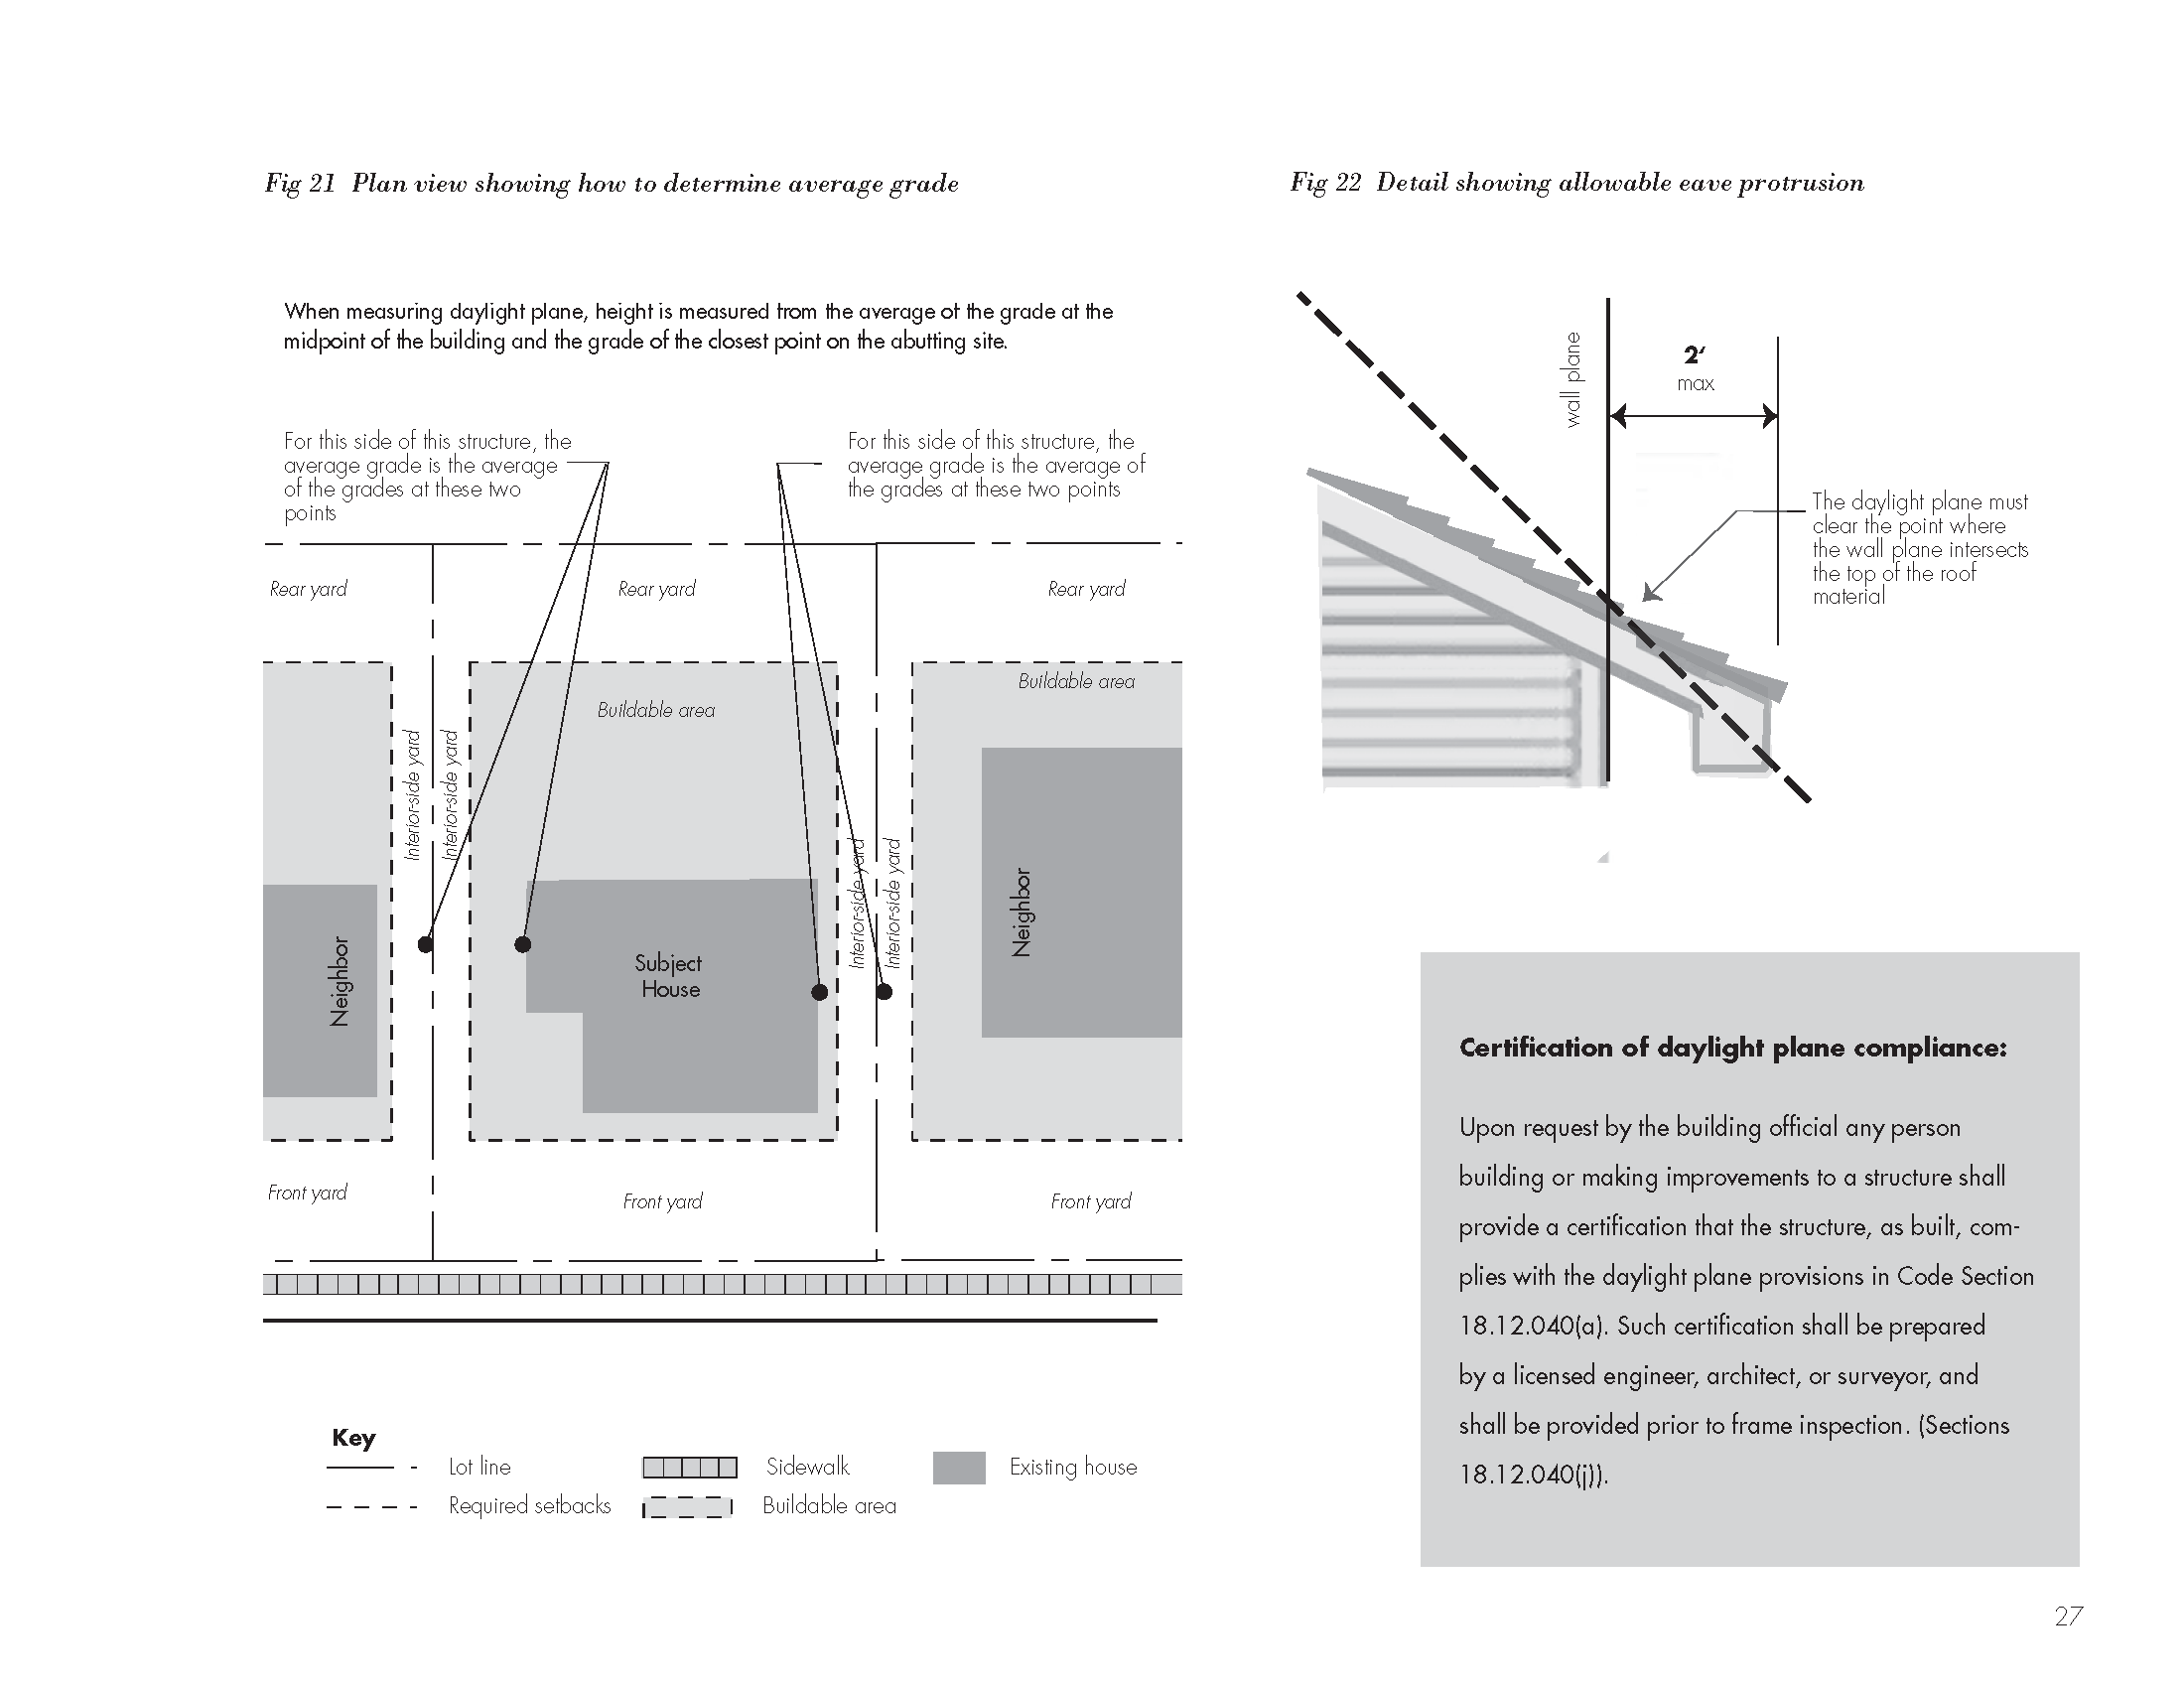 Fig 21 Plan view showing how to determine average grade
When measuring daylight plane, height is measured from the average of the grade at the
midpoint of the building and the grade of the closest point on the abutting site.
For this side of this structure, the
average grade is the average
of the grades at these two
points
For this side of this structure, the
average grade is the average of
the grades at these two points
Rear yard
Rear yard
Rear yard
Buildable area
Buildable area
Interior-side yard
Interior-side yard
Interior-side yard
Interior-side yard
Neighbor
Subject
House
Neighbor
Front yard
Front yard
Front yard
Key
Lot line
Sidewalk
Existing house
Required setbacks
Buildable area
Fig 22 Detail showing allowable eave protrusion
wall plane
2'
max
The daylight plane must
clear the point where
the wall plane intersects
the top of the roof
material
Certification of daylight plane compliance:
Upon request by the building official any person
building or making improvements to a structure shall
provide a certification that the structure, as built, com-
plies with the daylight plane provisions in Code Section
18.12.040(a). Such certification shall be prepared
by a licensed engineer, architect, or surveyor, and
shall be provided prior to frame inspection. (Sections
18.12.040(j)).
27